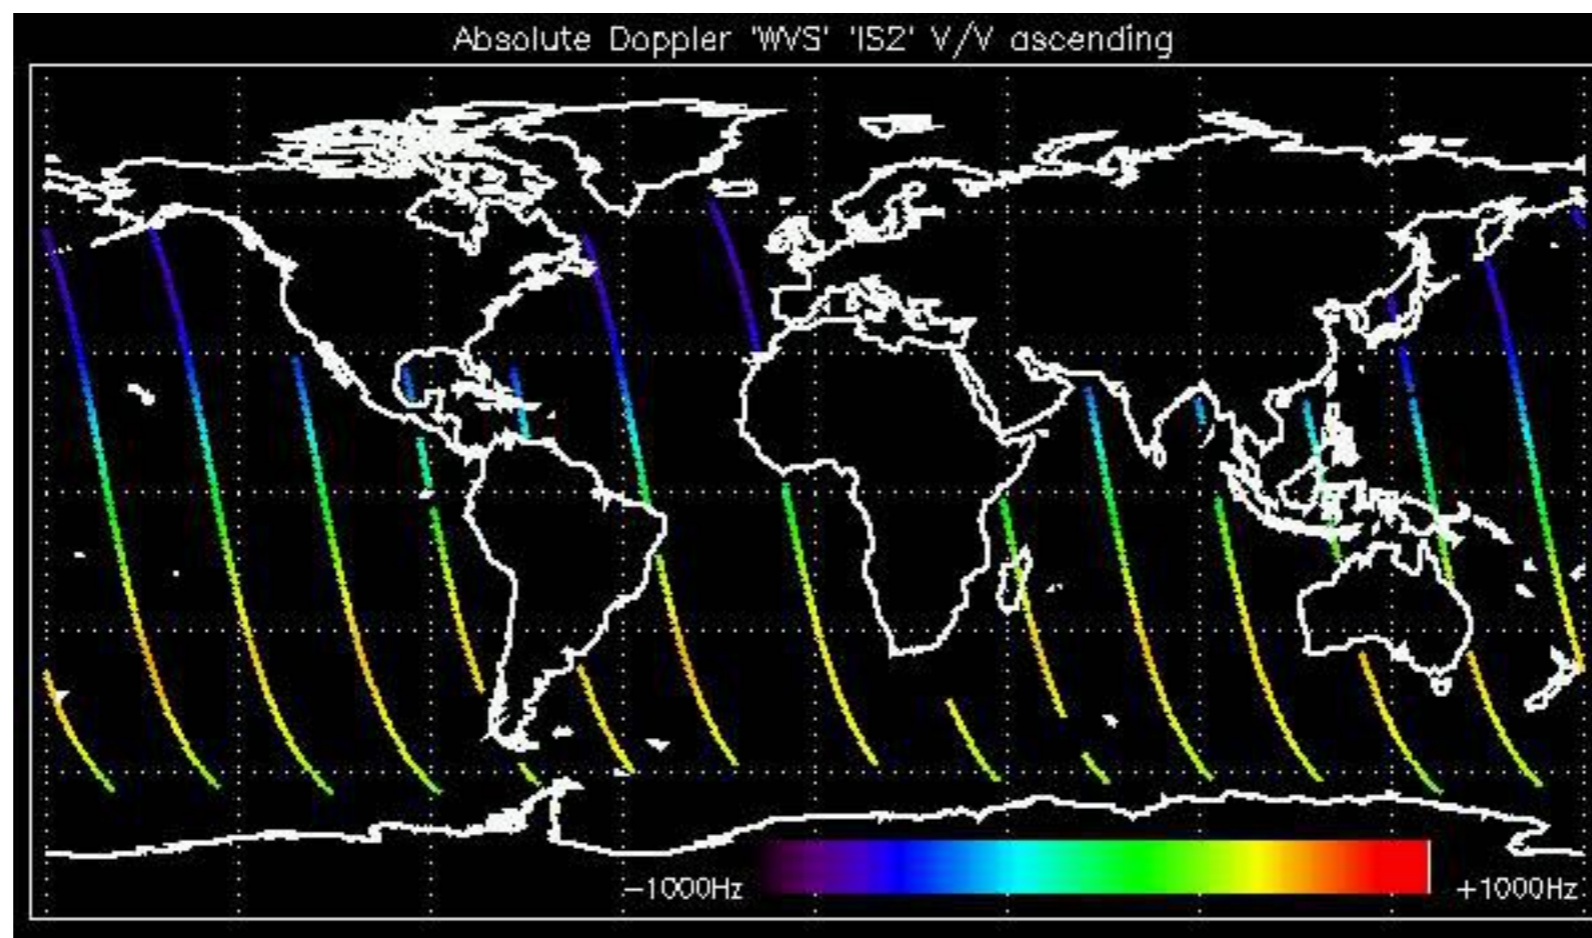 Absolute Doppler 'WVS' 'IS2' V/V ascending
−1000Hz
+1000Hz